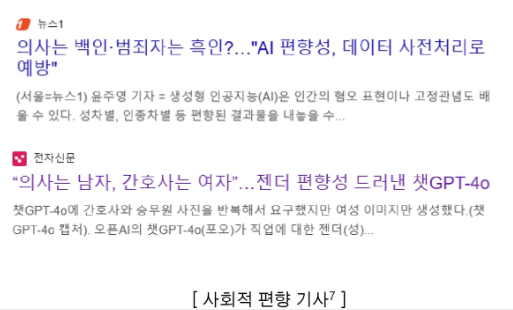 뉴스1
의사는 백인·범죄자는 흑인?…"AI 편향성, 데이터 사전처리로
예방"
(서울=뉴스1) 윤주영 기자 = 생성형 인공지능(AI)은 인간의 혐오 표현이나 고정관념도 배
울 수 있다. 성차별, 인종차별 등 편향된 결과물을 내놓을 수...
전자신문
“의사는 남자, 간호사는 여자”…젠더 편향성 드러낸 챗GPT-4o
챗GPT-4o에 간호사와 승무원 사진을 반복해서 요구했지만 여성 이미지만 생성했다.(챗
GPT-4o 캡처). 오픈AI의 챗GPT-4o(포오)가 직업에 대한 젠더(성)...
[ 사회적 편향 기사7 ]